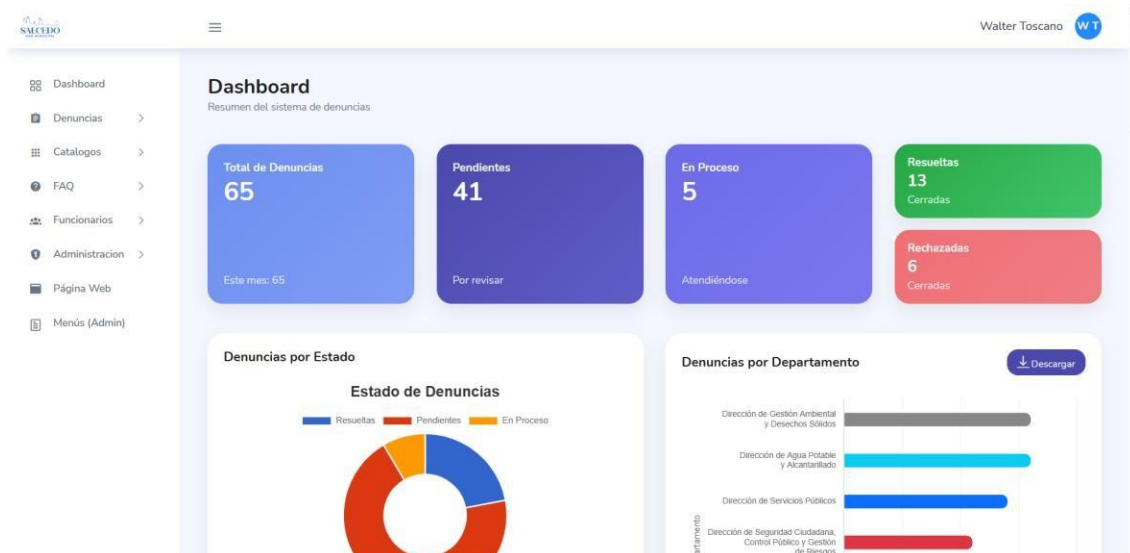 SALCEDO
Walter Toscano
WT
Dashboard
Denuncias
Catalogos
FAQ
Funcionarios
Administracion
Página Web
Menús (Admin)
Dashboard
Resumen del sistema de denuncias
Total de Denuncias
65
Este mes: 65
Pendientes
41
Por revisar
En Proceso
5
Atendiéndose
Resueltas
13
Cerradas
Rechazadas
6
Cerradas
Denuncias por Estado
Estado de Denuncias
Resueltas Pendientes En Proceso
Denuncias por Departamento
Descargar
Dirección de Gestión Ambiental
y Desechos Sólidos
Dirección de Agua Potable
y Alcantarillado
Dirección de Servicios Públicos
Dirección de Seguridad Ciudadana,
Control Público y Gestión
de Riesgos